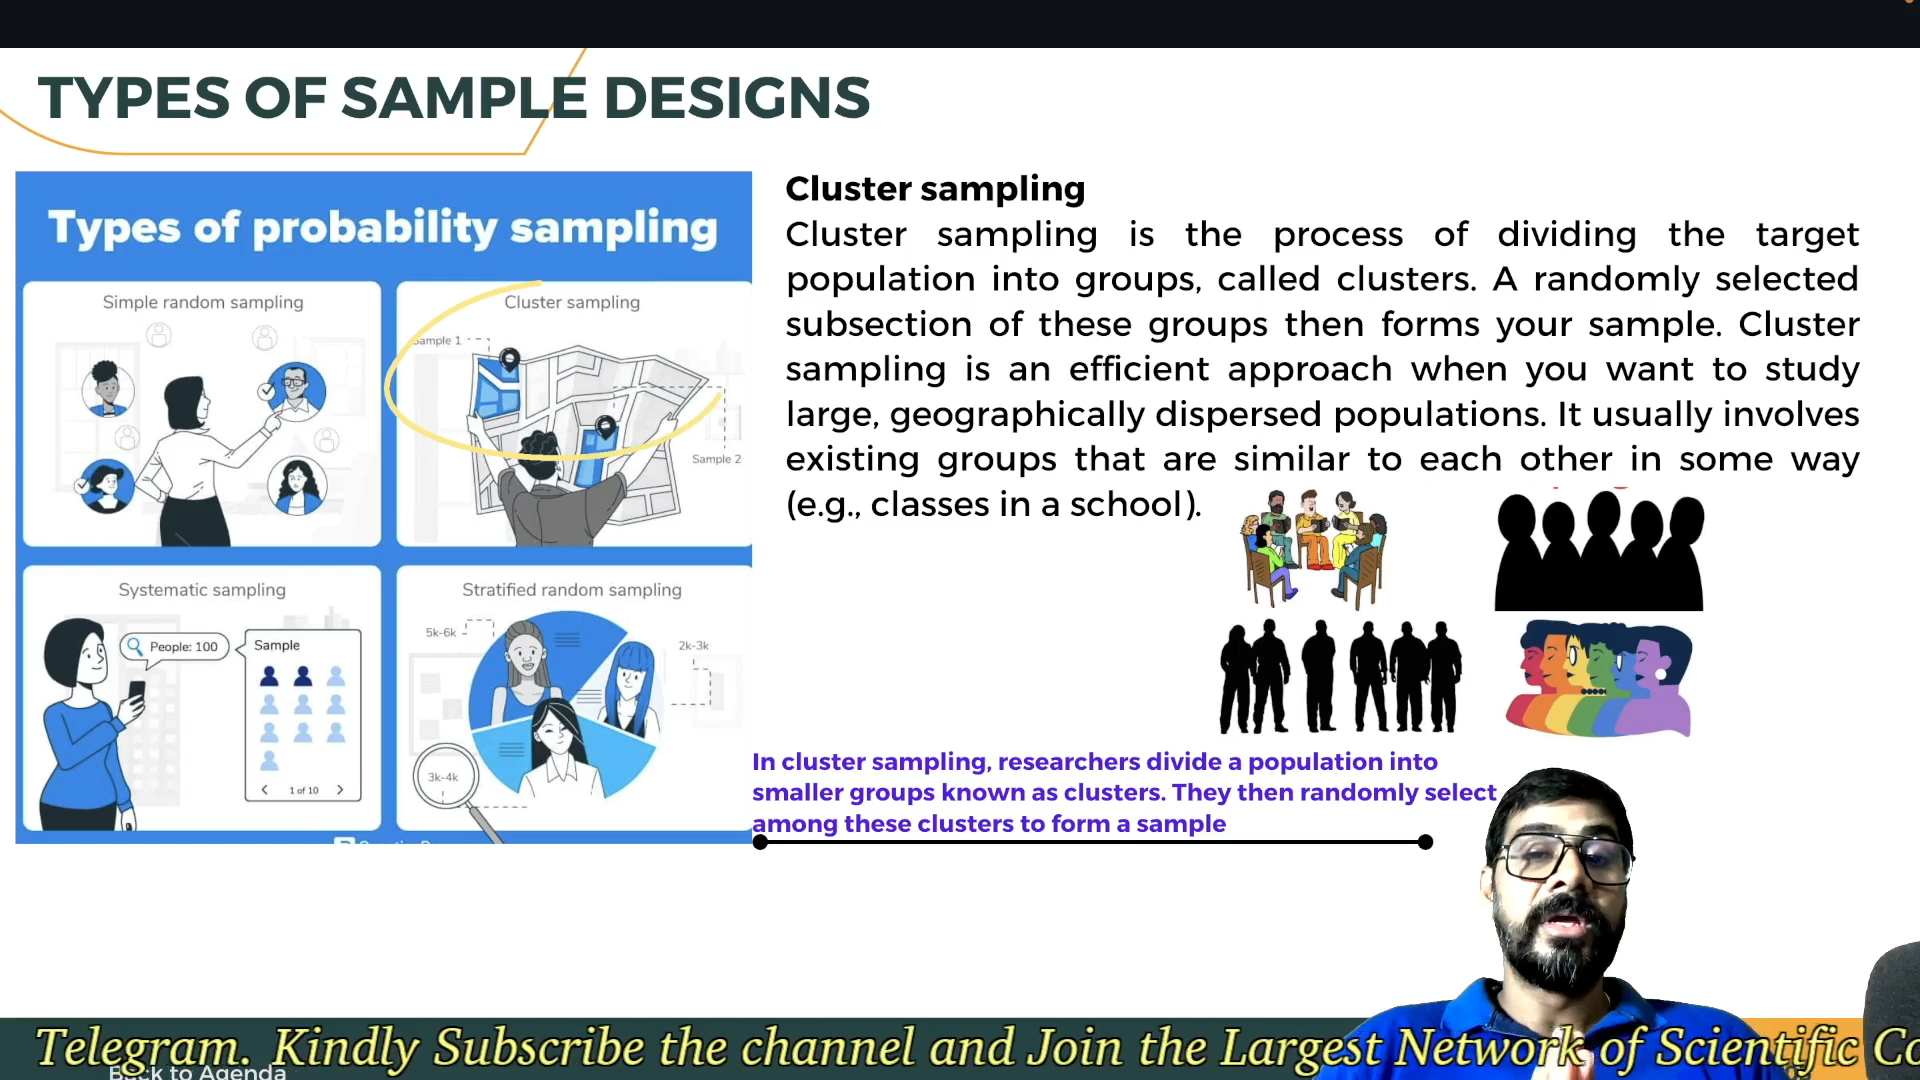 TYPES OF SAMPLE DESIGNS
Types of probability sampling
Simple random sampling
Cluster sampling
ample 1
Sample 2
Systematic sampling
People: 100
Sample
1 of 10
Stratified random sampling
5k-6k
2k-3k
3k-4k
Cluster sampling
Cluster sampling is the process of dividing the target
population into groups, called clusters. A randomly selected
subsection of these groups then forms your sample. Cluster
sampling is an efficient approach when you want to study
large, geographically dispersed populations. It usually involves
existing groups that are similar to each other in some way
(e.g., classes in a school).
In cluster sampling, researchers divide a population into
smaller groups known as clusters. They then randomly select
among these clusters to form a sample
Telegram. Kindly Subscribe the channel and Join the Largest Network of Scientific Co
Back to Agenda